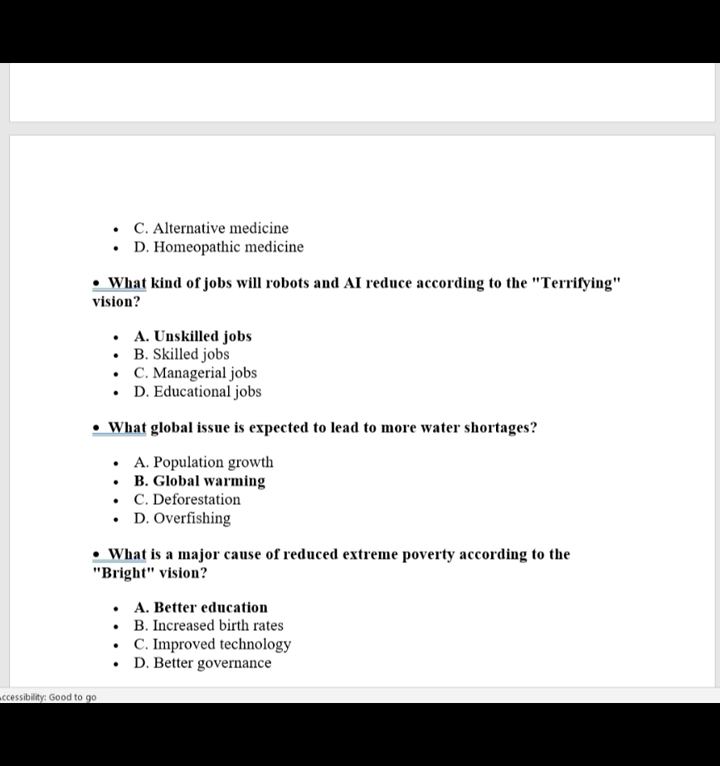 • C. Alternative medicine
• D. Homeopathic medicine
• What kind of jobs will robots and AI reduce according to the "Terrifying"
vision?
• A. Unskilled jobs
• B. Skilled jobs
• C. Managerial jobs
• D. Educational jobs
• What global issue is expected to lead to more water shortages?
• A. Population growth
• B. Global warming
• C. Deforestation
• D. Overfishing
• What is a major cause of reduced extreme poverty according to the
"Bright" vision?
• A. Better education
• B. Increased birth rates
• C. Improved technology
• D. Better governance
ccessibility: Good to go